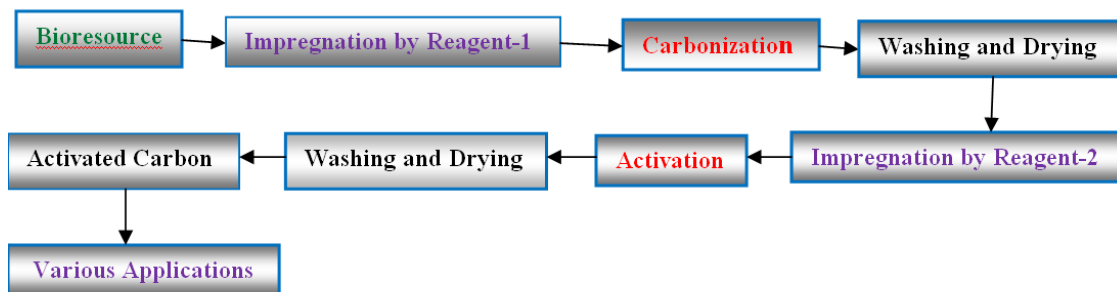 Bioresource
Impregnation by Reagent-1
Carbonization
Washing and Drying
Impregnation by Reagent-2
Activation
Washing and Drying
Activated Carbon
Various Applications